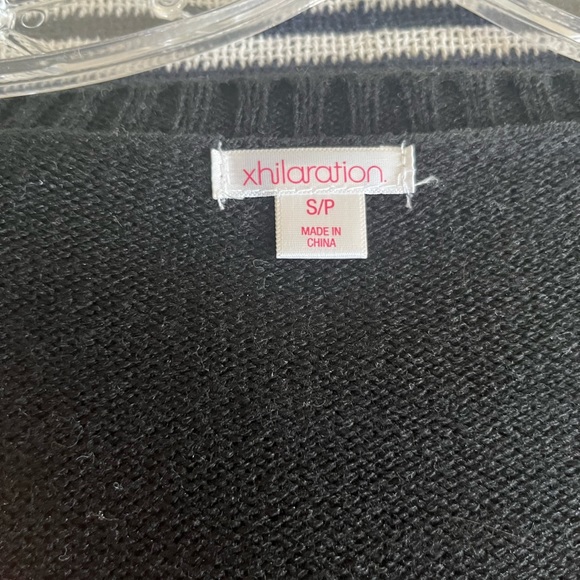 xhilaration.
S/P
MADE IN
CHINA